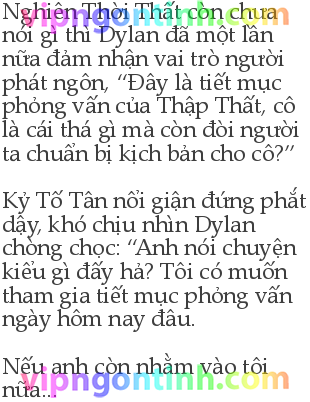 Nghiên Thời Thất còn chưa
nói gì thì Dylan đã một lần
nữa đảm nhận vai trò người
phát ngôn, “Đây là tiết mục
phỏng vấn của Thập Thất, cô
là cái thá gì mà còn đòi người
ta chuẩn bị kịch bản cho cô?”
Kỷ Tố Tân nổi giận đứng phắt
dậy, khó chịu nhìn Dylan
chòng chọc: “Anh nói chuyện
kiểu gì đấy hả? Tôi có muốn
tham gia tiết mục phỏng vấn
ngày hôm nay đâu.
Nếu anh còn nhằm vào tôi
nữa...
vipngontinh.com
vipngontinh.com